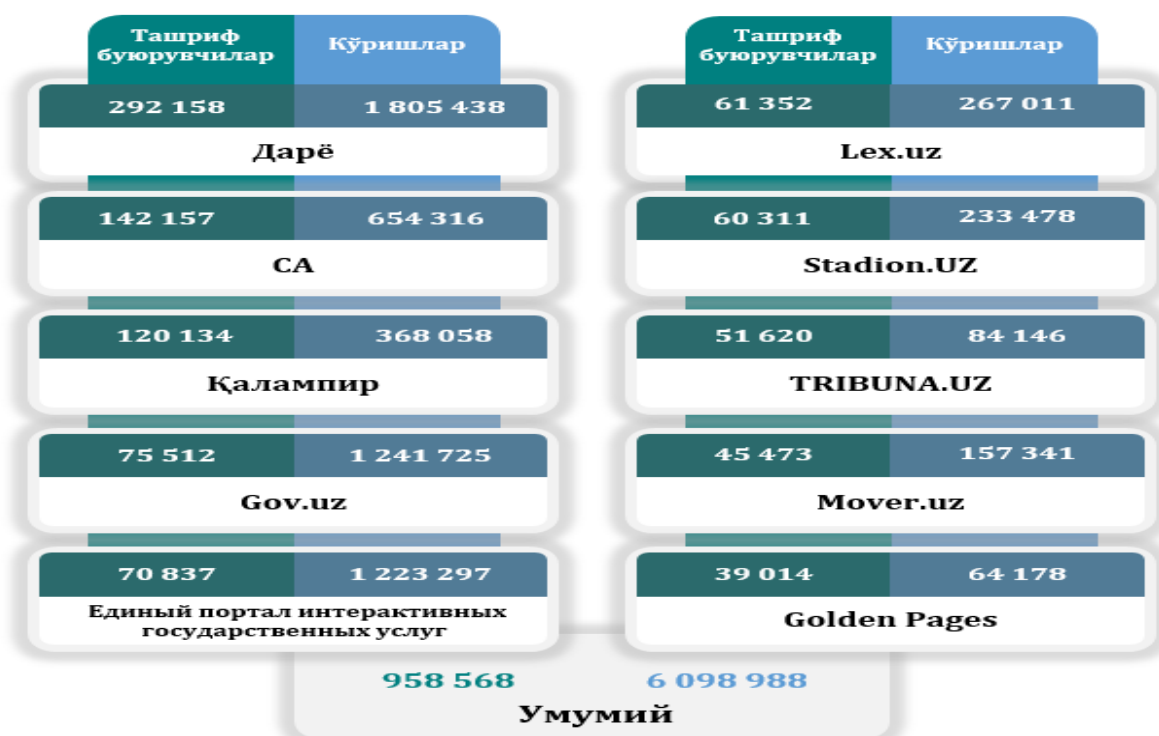 Ташриф
буюрувчилар
Кўришлар
292 158
1 805 438
Дарё
142 157
654 316
CA
120 134
368 058
Қалампир
75 512
1 241 725
Gov.uz
70 837
1 223 297
Единый портал интерактивных
государственных услуг
Ташриф
буюрувчилар
Кўришлар
61 352
267 011
Lex.uz
60 311
233 478
Stadion.UZ
51 620
84 146
TRIBUNA.UZ
45 473
157 341
Mover.uz
39 014
64 178
Golden Pages
958 568
6 098 988
Умумий